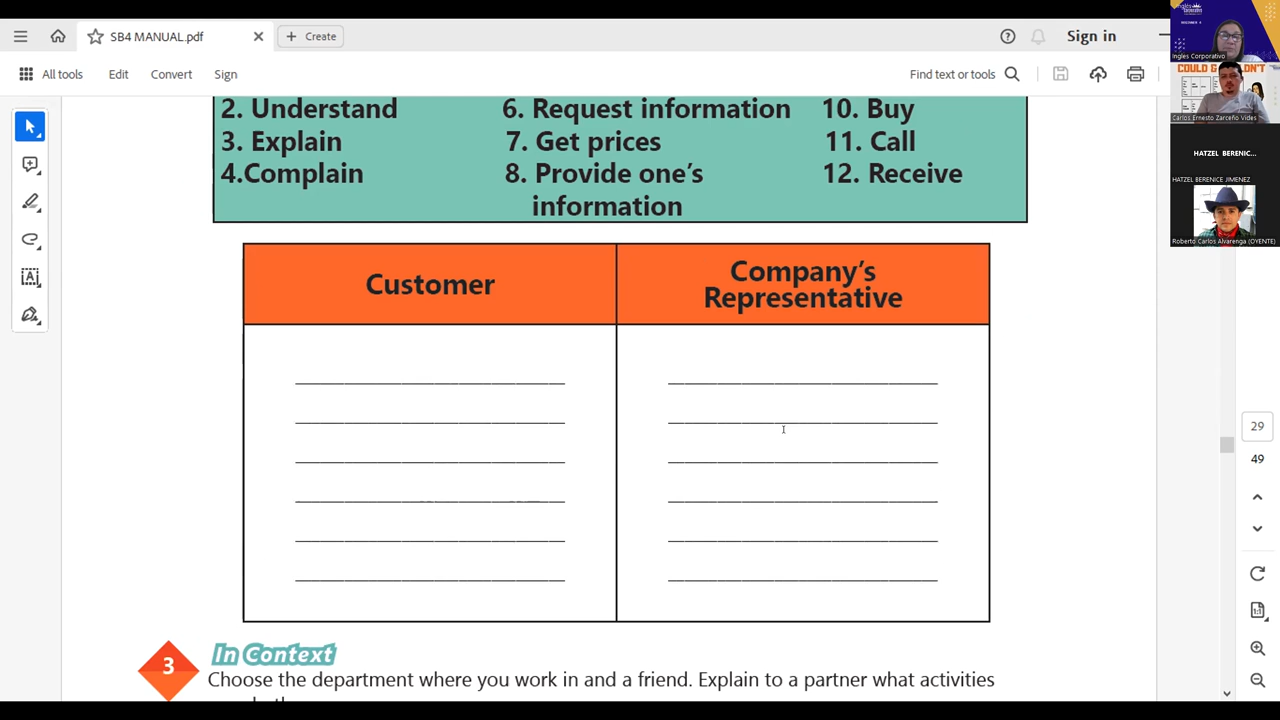 SB4 MANUAL.pdf
Create
Sign in
All tools
Edit
Convert
Sign
Find text or tools
2. Understand
6. Request information
10. Buy
3. Explain
7. Get prices
11. Call
4.Complain
8. Provide one's
information
12. Receive
Customer
Company's
Representative
3
In Context
Choose the department where you work in and a friend. Explain to a partner what activities
29
49
Ingles Corporativo
COULD &
Carlos Ernesto Zarceño Vides
HATZEL BERENIC...
HATZEL BERENICE JIMENEZ
Roberto Carlos Alvarenga (OYENTE)